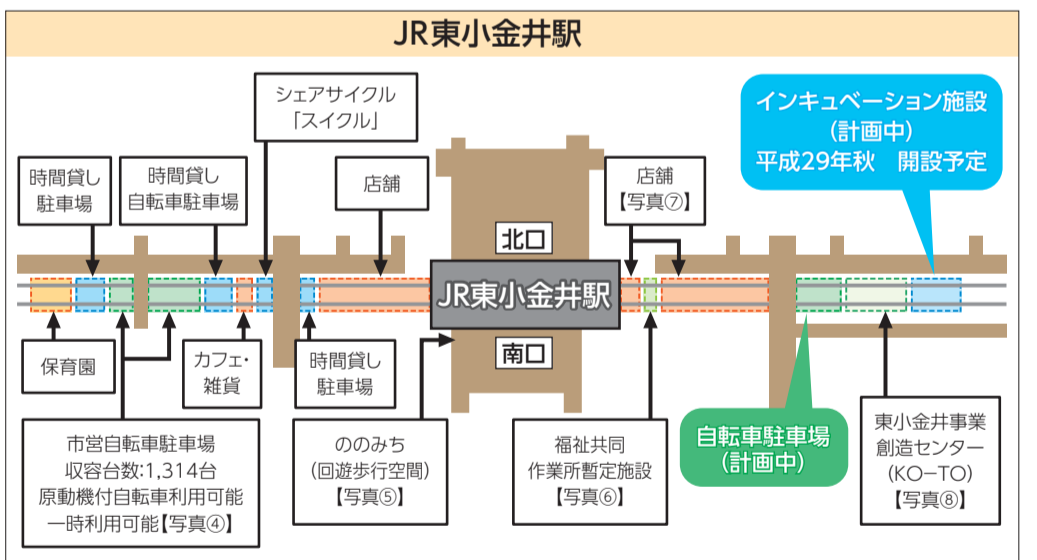 JR東小金井駅
シェアサイクル
「スイクル」
インキュベーション施設
(計画中)
平成29年秋　開設予定
時間貸し
駐車場
時間貸し
自転車駐車場
店舗
店舗
【写真⑦】
北口
JR東小金井駅
南口
保育園
カフェ・
雑貨
時間貸し
駐車場
市営自転車駐車場
収容台数:1,314台
原動機付自転車利用可能
一時利用可能【写真④】
ののみち
(回遊歩行空間)
【写真⑤】
福祉共同
作業所暫定施設
【写真⑥】
自転車駐車場
(計画中)
東小金井事業
創造センター
(KO−TO)
【写真⑧】